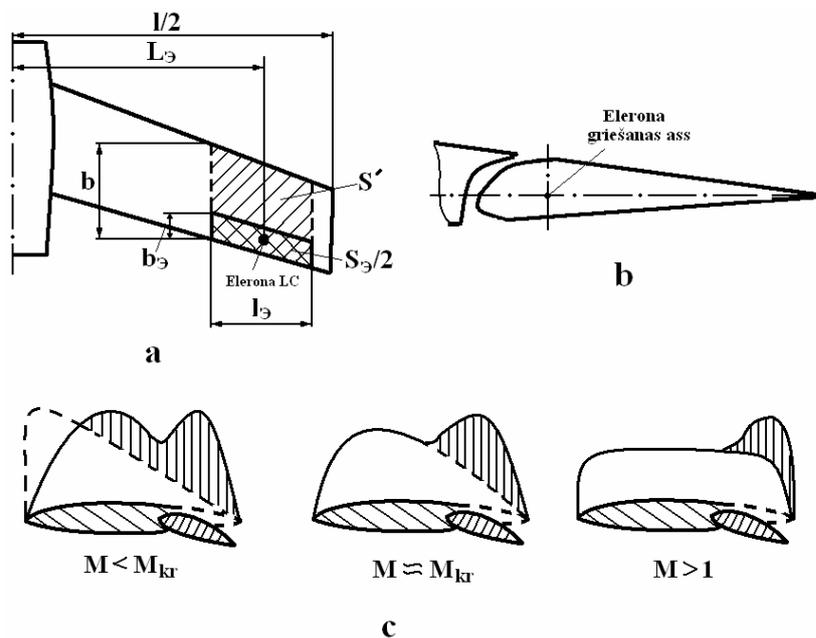 l/2
LЭ
b
S′
bЭ
Elerona LC
SЭ/2
lЭ
a
Elerona
griešanas ass
b
M < Mkr
M ≈ Mkr
M > 1
c